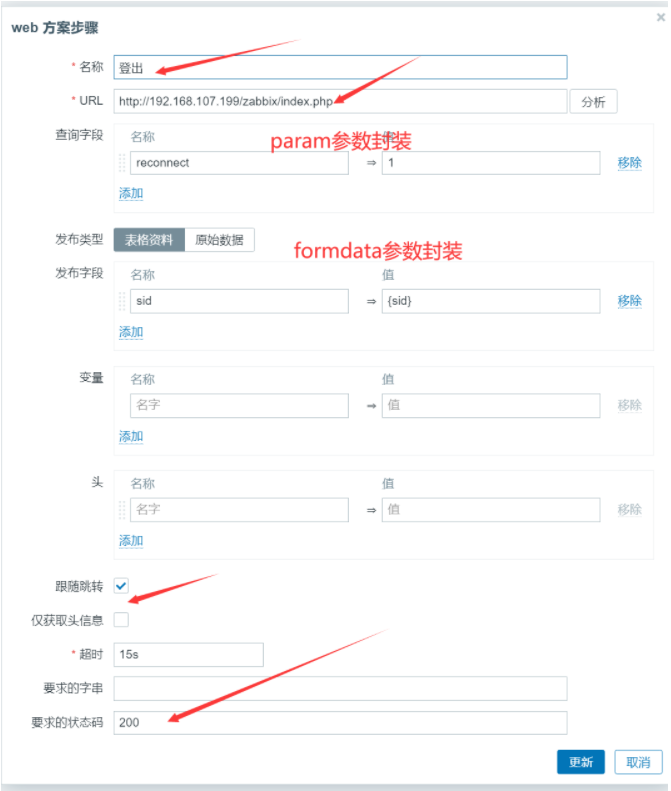 web 方案步骤
* 名称 登出
* URL http://192.168.107.199/zabbix/index.php 分析
查询字段 名称
param参数封装
reconnect ⇒ 1 移除
添加
发布类型 表格资料 原始数据
formdata参数封装
发布字段 名称 值
sid ⇒ {sid} 移除
添加
变量 名称 值
名字 ⇒ 值 移除
添加
头 名称 值
名字 ⇒ 值 移除
添加
跟随跳转
仅获取头信息
* 超时 15s
要求的字串
要求的状态码 200
更新 取消